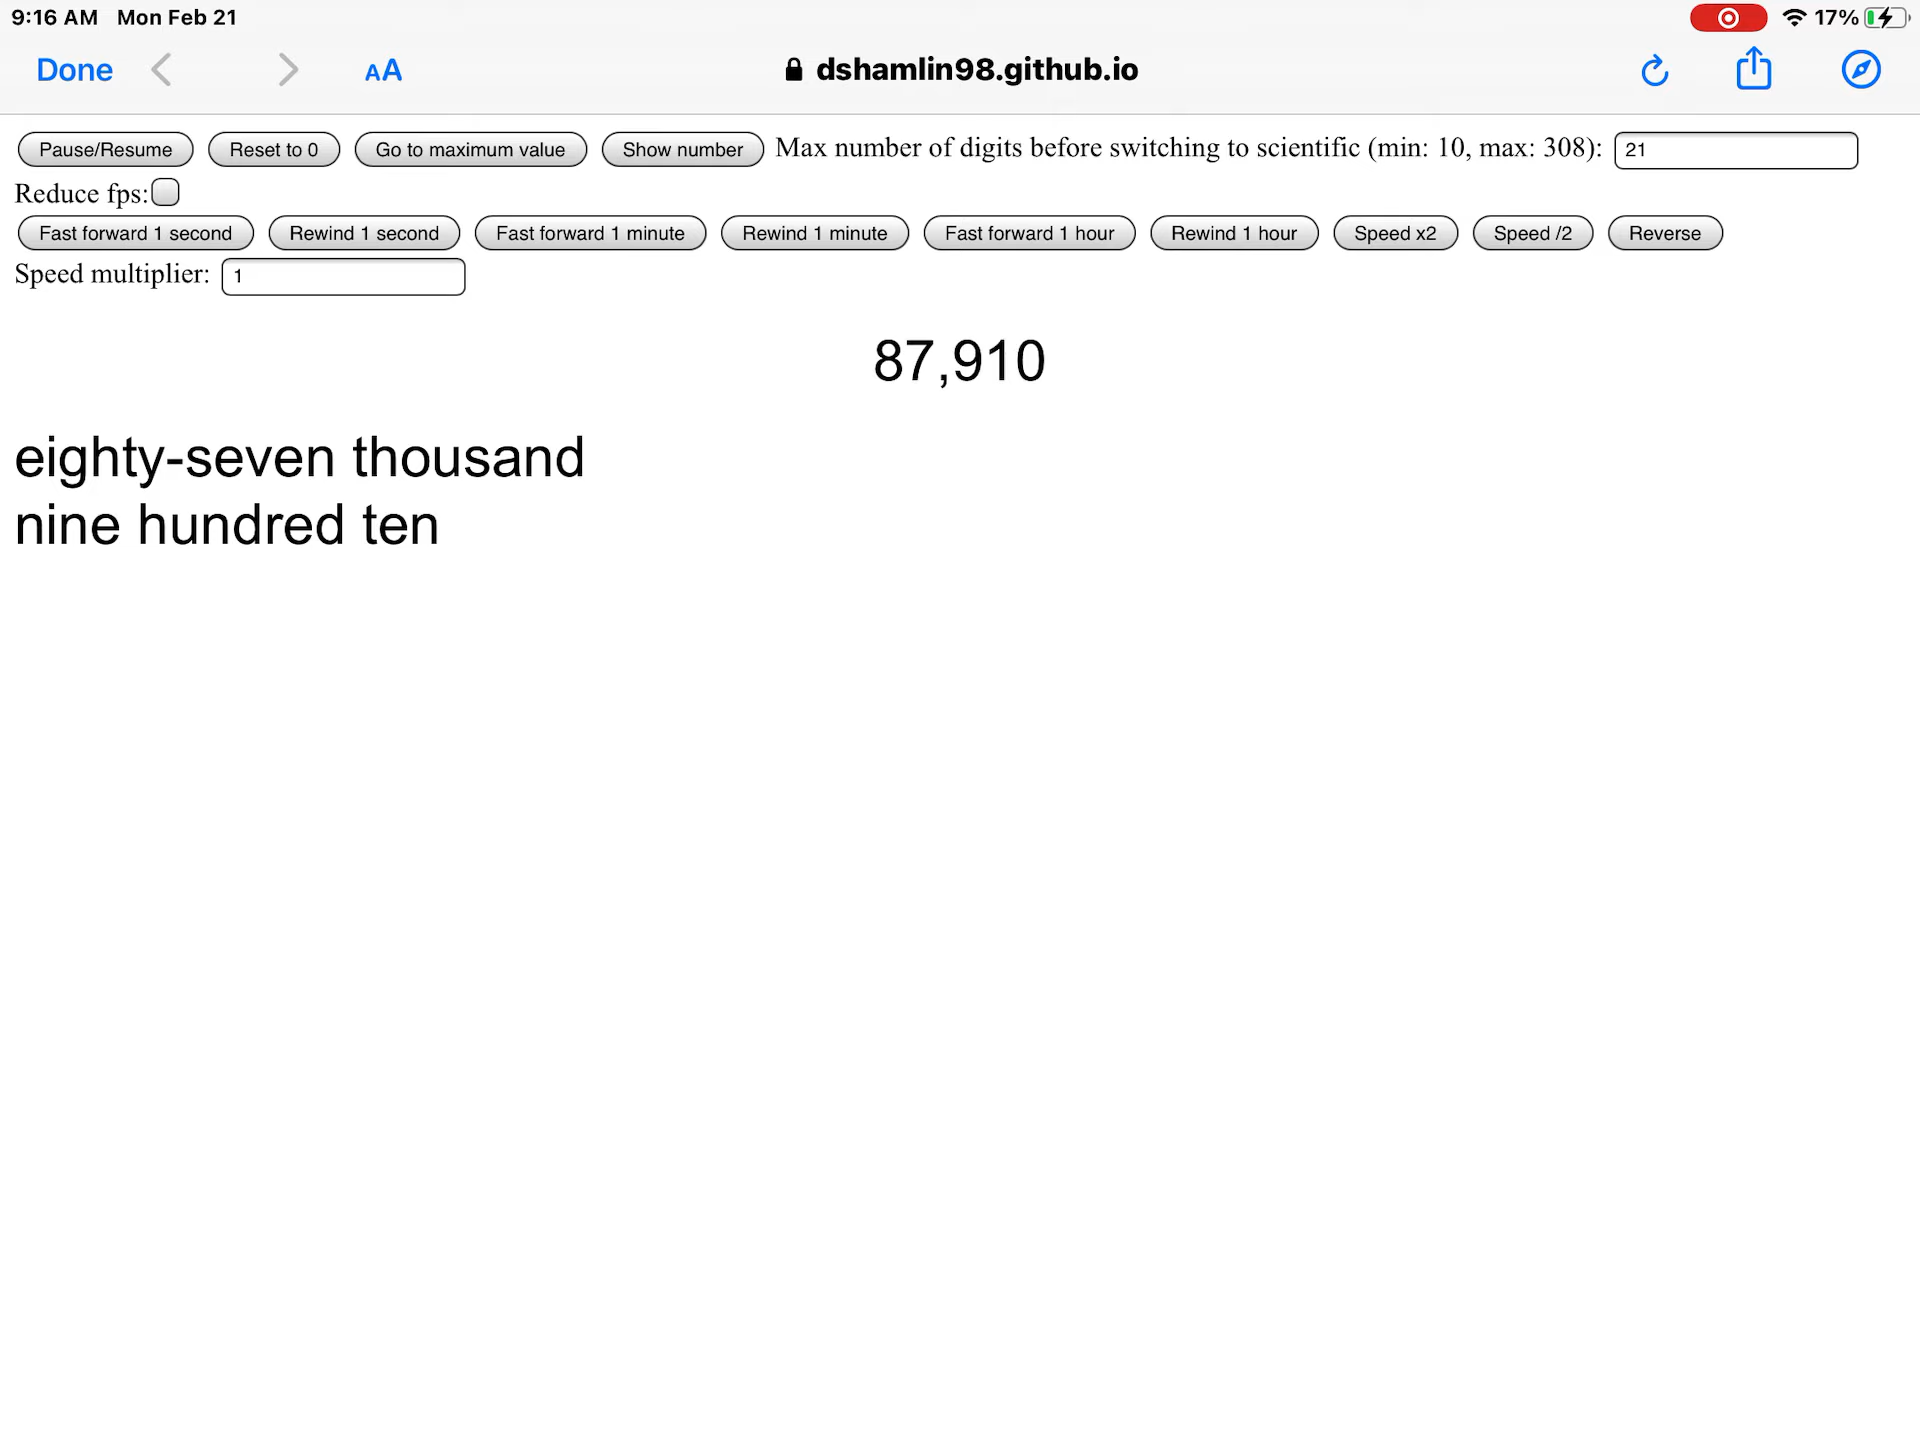 9:16 AM Mon Feb 21
17%
Done
AA
dshamlin98.github.io
Pause/Resume Reset to 0 Go to maximum value Show number Max number of digits before switching to scientific (min: 10, max: 308): 21
Reduce fps:
Fast forward 1 second Rewind 1 second Fast forward 1 minute Rewind 1 minute Fast forward 1 hour Rewind 1 hour Speed x2 Speed /2 Reverse
Speed multiplier: 1
87,910
eighty-seven thousand
nine hundred ten